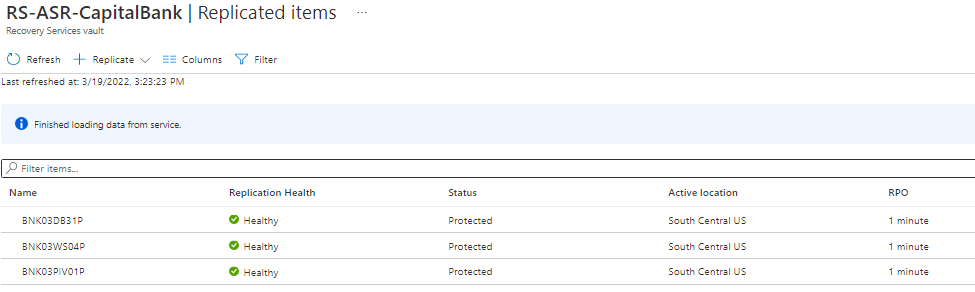 RS-ASR-CapitalBank | Replicated items ...
Recovery Services vault
Refresh Replicate Columns Filter
Last refreshed at: 3/19/2022, 3:23:23 PM
Finished loading data from service.
Filter items...
Name Replication Health Status Active location RPO
BNK03DB31P Healthy Protected South Central US 1 minute
BNK03WS04P Healthy Protected South Central US 1 minute
BNK03PIV01P Healthy Protected South Central US 1 minute